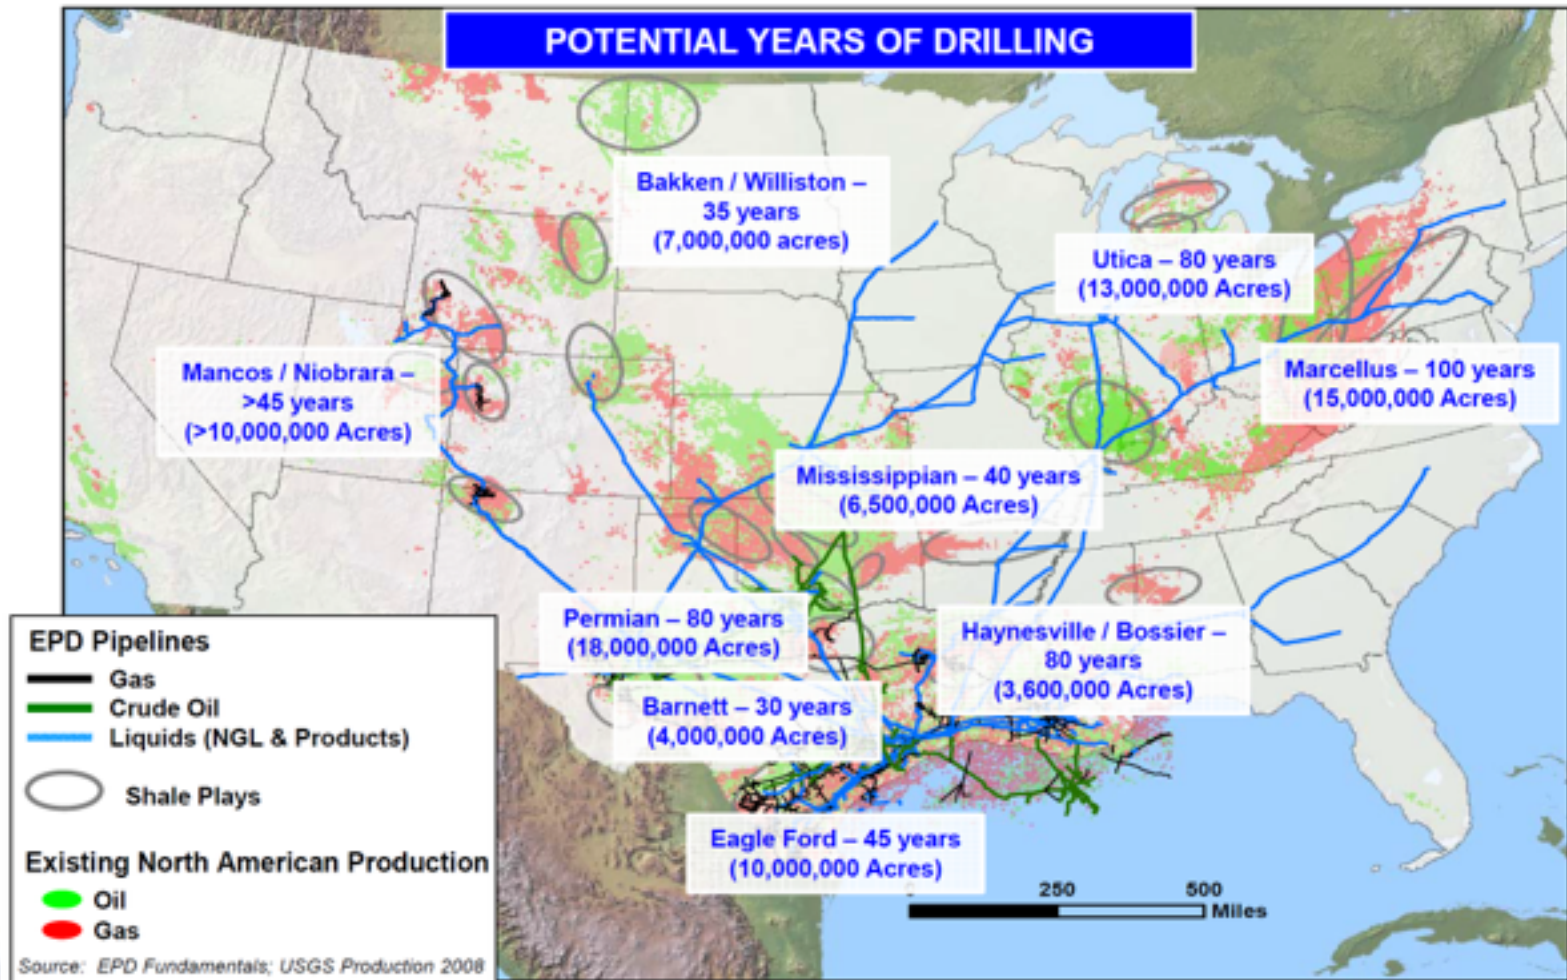 POTENTIAL YEARS OF DRILLING
Bakken / Williston –
35 years
(7,000,000 acres)
Utica – 80 years
(13,000,000 Acres)
Mancos / Niobrara –
>45 years
(>10,000,000 Acres)
Marcellus – 100 years
(15,000,000 Acres)
Mississippian – 40 years
(6,500,000 Acres)
Permian – 80 years
(18,000,000 Acres)
Haynesville / Bossier –
80 years
(3,600,000 Acres)
Barnett – 30 years
(4,000,000 Acres)
Eagle Ford – 45 years
(10,000,000 Acres)
250 500
Miles
EPD Pipelines
Gas
Crude Oil
Liquids (NGL & Products)
Shale Plays
Existing North American Production
Oil
Gas
Source: EPD Fundamentals; USGS Production 2008